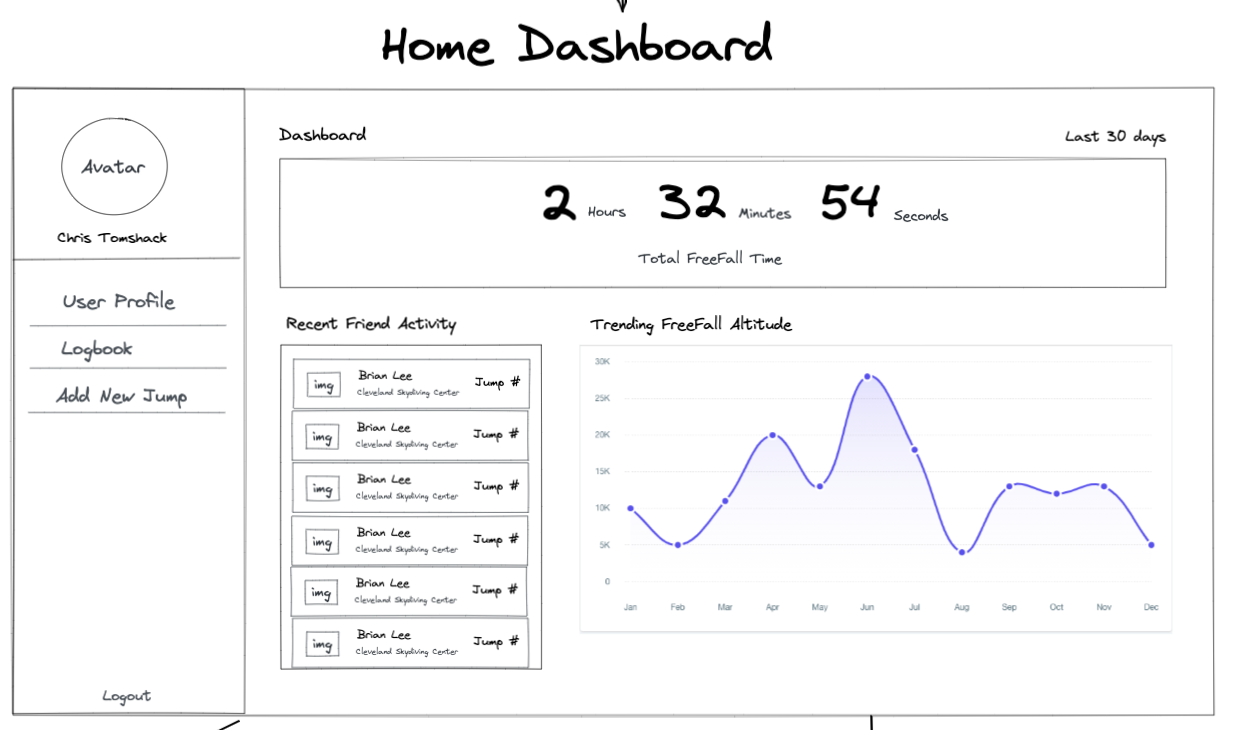 Home Dashboard
Avatar
Chris Tomshack
User Profile
Logbook
Add New Jump
Logout
Dashboard
Last 30 days
2 Hours 32 Minutes 54 Seconds
Total FreeFall Time
Recent Friend Activity
img
Brian Lee
Cleveland Skydiving Center
Jump #
img
Brian Lee
Cleveland Skydiving Center
Jump #
img
Brian Lee
Cleveland Skydiving Center
Jump #
img
Brian Lee
Cleveland Skydiving Center
Jump #
img
Brian Lee
Cleveland Skydiving Center
Jump #
img
Brian Lee
Cleveland Skydiving Center
Jump #
Trending FreeFall Altitude
30K
25K
20K
15K
10K
5K
0
Jan Feb Mar Apr May Jun Jul Aug Sep Oct Nov Dec